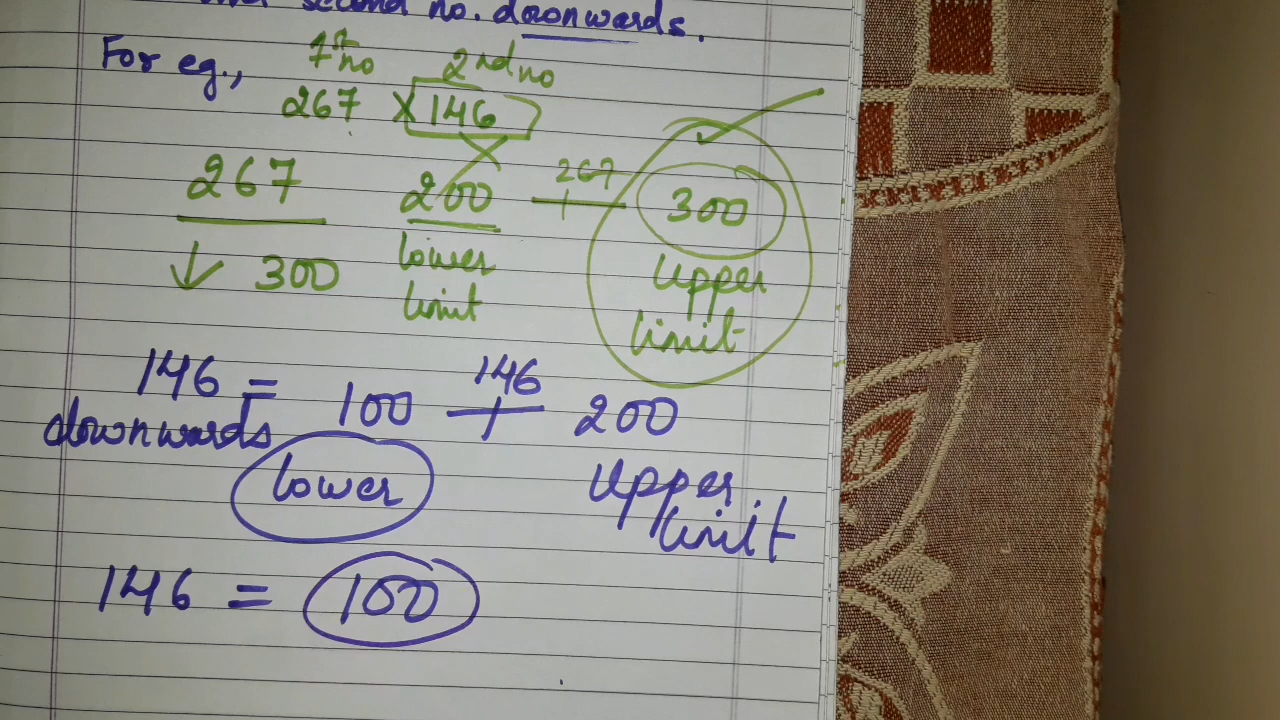 second no. downwards.
For eg., 1st no 2nd no
267 X 146
267 200 267 300
↓ 300 lower limit Upper limit
146 = 100 146 200
downwards lower Upper limit
146 = 100